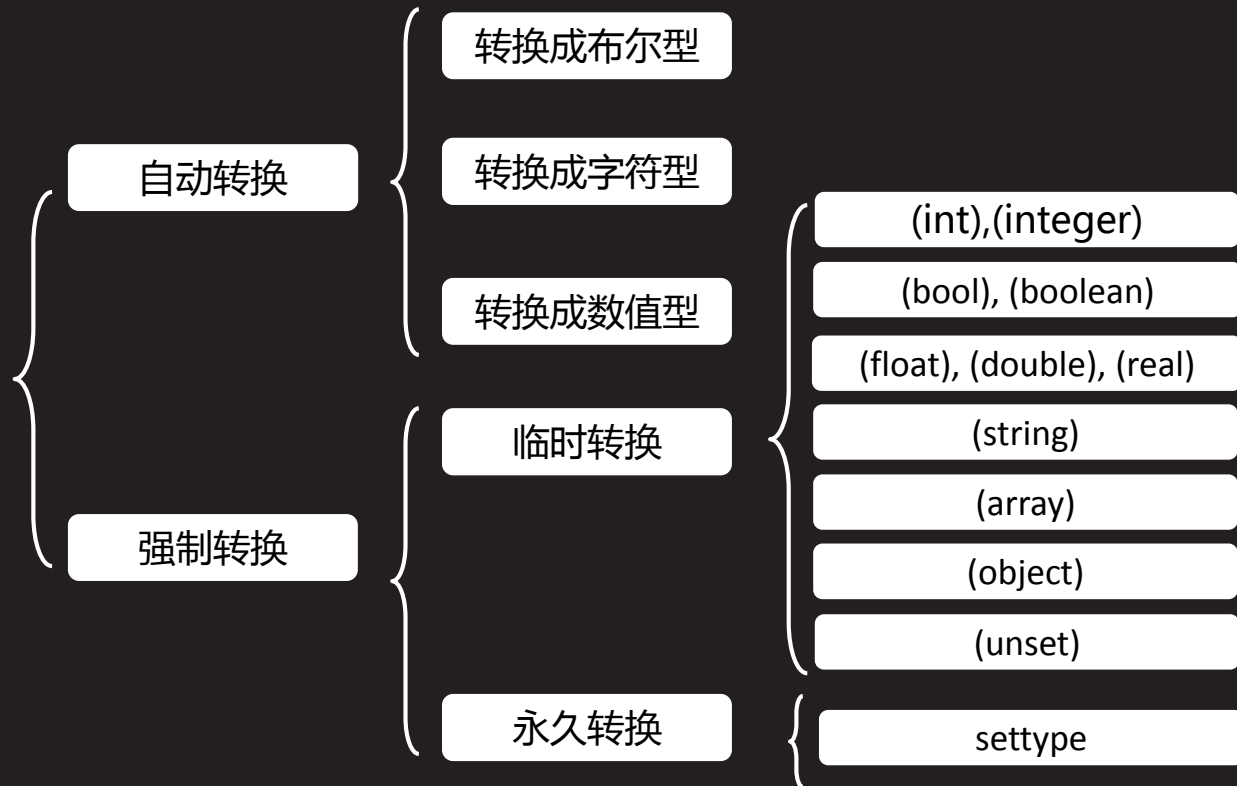 自动转换
转换成布尔型
转换成字符型
转换成数值型
强制转换
临时转换
(int),(integer)
(bool), (boolean)
(float), (double), (real)
(string)
(array)
(object)
(unset)
永久转换
settype